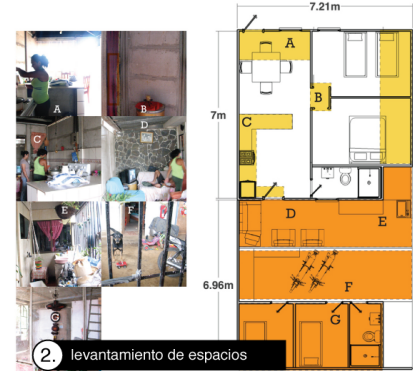 7.21m
A
B
C
D
E
F
G
7m
A
B
C
D
E
F
G
6.96m
2. levantamiento de espacios